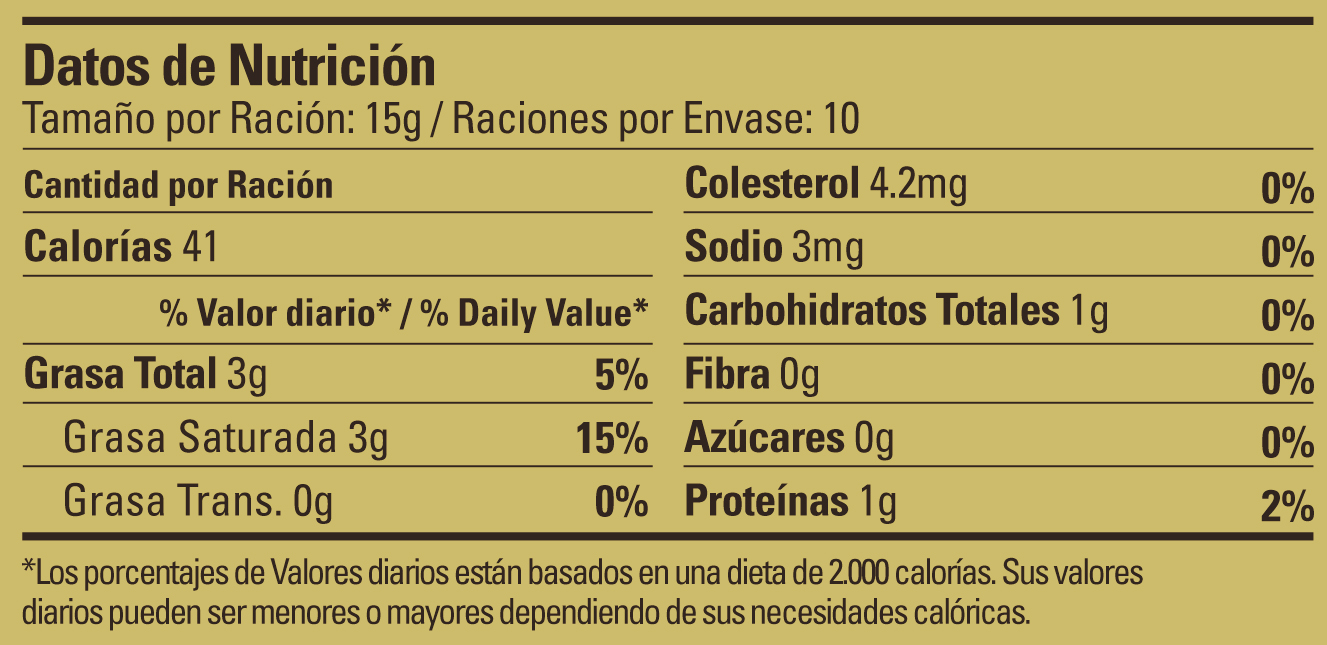 Datos de Nutrición
Tamaño por Ración: 15g / Raciones por Envase: 10
Cantidad por Ración
Calorías 41
% Valor diario* / % Daily Value*
Grasa Total 3g 5%
Grasa Saturada 3g 15%
Grasa Trans. 0g 0%
Colesterol 4.2mg 0%
Sodio 3mg 0%
Carbohidratos Totales 1g 0%
Fibra 0g 0%
Azúcares 0g 0%
Proteínas 1g 2%
*Los porcentajes de Valores diarios están basados en una dieta de 2.000 calorías. Sus valores
diarios pueden ser menores o mayores dependiendo de sus necesidades calóricas.